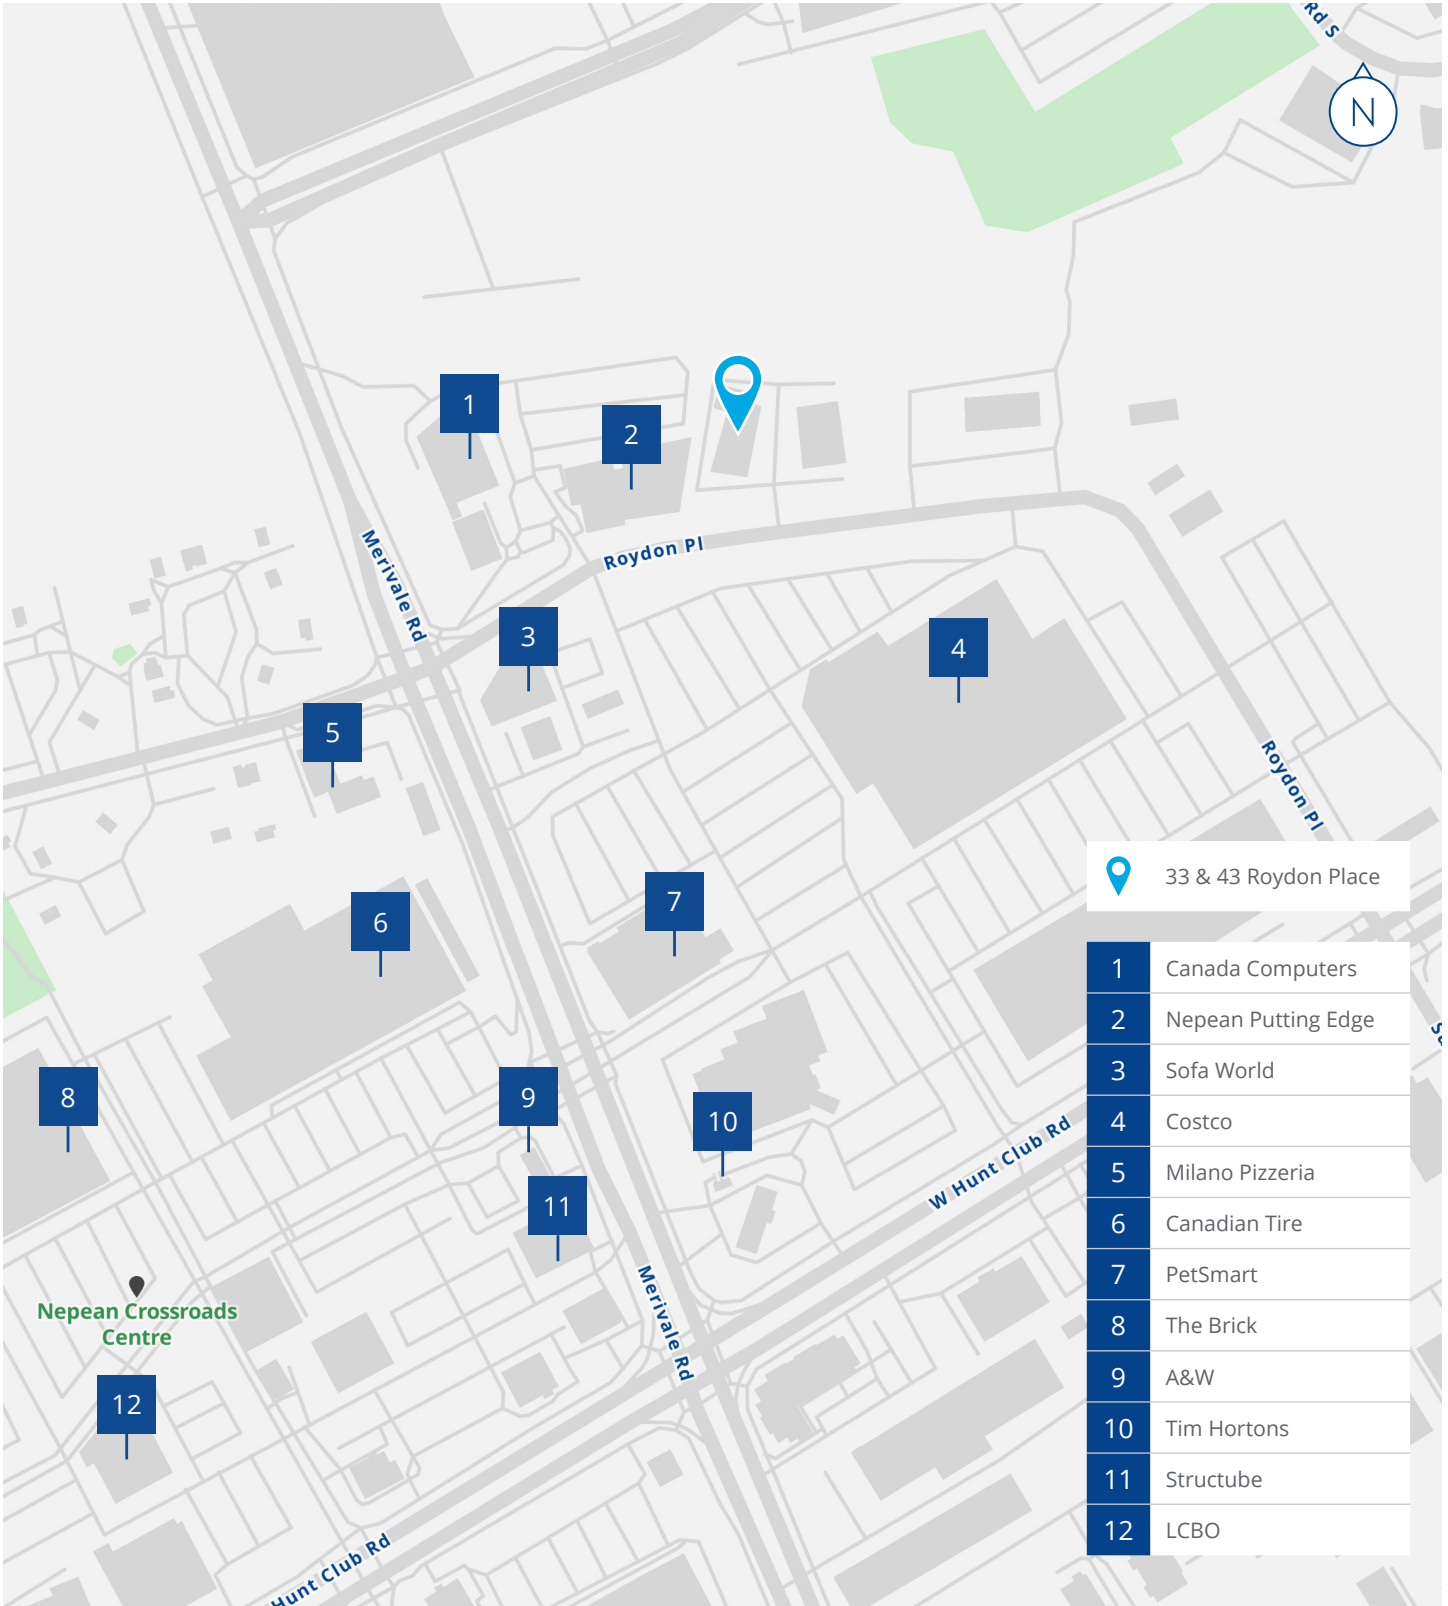 Rd S
N
1
2
Merivale Rd
Roydon Pl
3
4
5
Roydon Pl
7
6
33 & 43 Roydon Place
1 Canada Computers
2 Nepean Putting Edge
3 Sofa World
4 Costco
5 Milano Pizzeria
6 Canadian Tire
7 PetSmart
8 The Brick
9 A&W
10 Tim Hortons
11 Structube
12 LCBO
8
9
10
W Hunt Club Rd
11
Merivale Rd
Nepean Crossroads
Centre
12
Hunt Club Rd